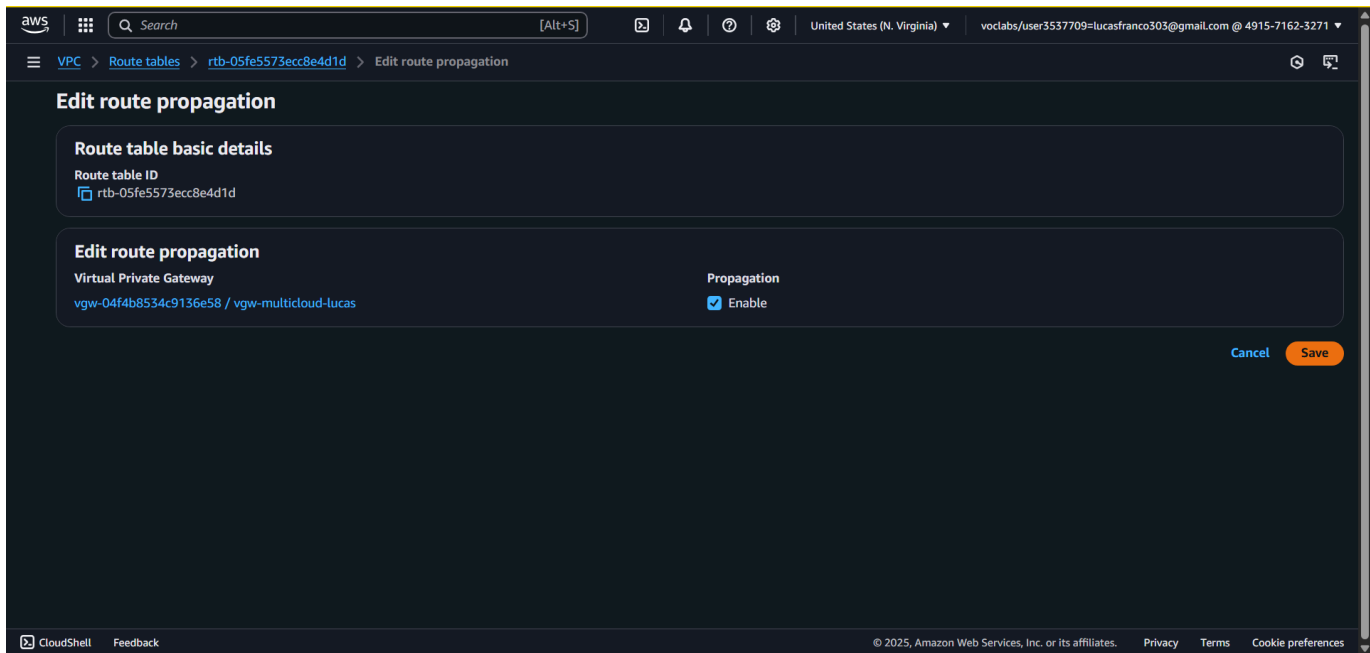 aws Search [Alt+S] United States (N. Virginia) voclabs/user3537709=lucasfranco303@gmail.com @ 4915-7162-3271
VPC > Route tables > rtb-05fe5573ecc8e4d1d > Edit route propagation
Edit route propagation
Route table basic details
Route table ID
rtb-05fe5573ecc8e4d1d
Edit route propagation
Virtual Private Gateway Propagation
vgw-04f4b8534c9136e58 / vgw-multicloud-lucas Enable
Cancel Save
CloudShell Feedback © 2025, Amazon Web Services, Inc. or its affiliates. Privacy Terms Cookie preferences